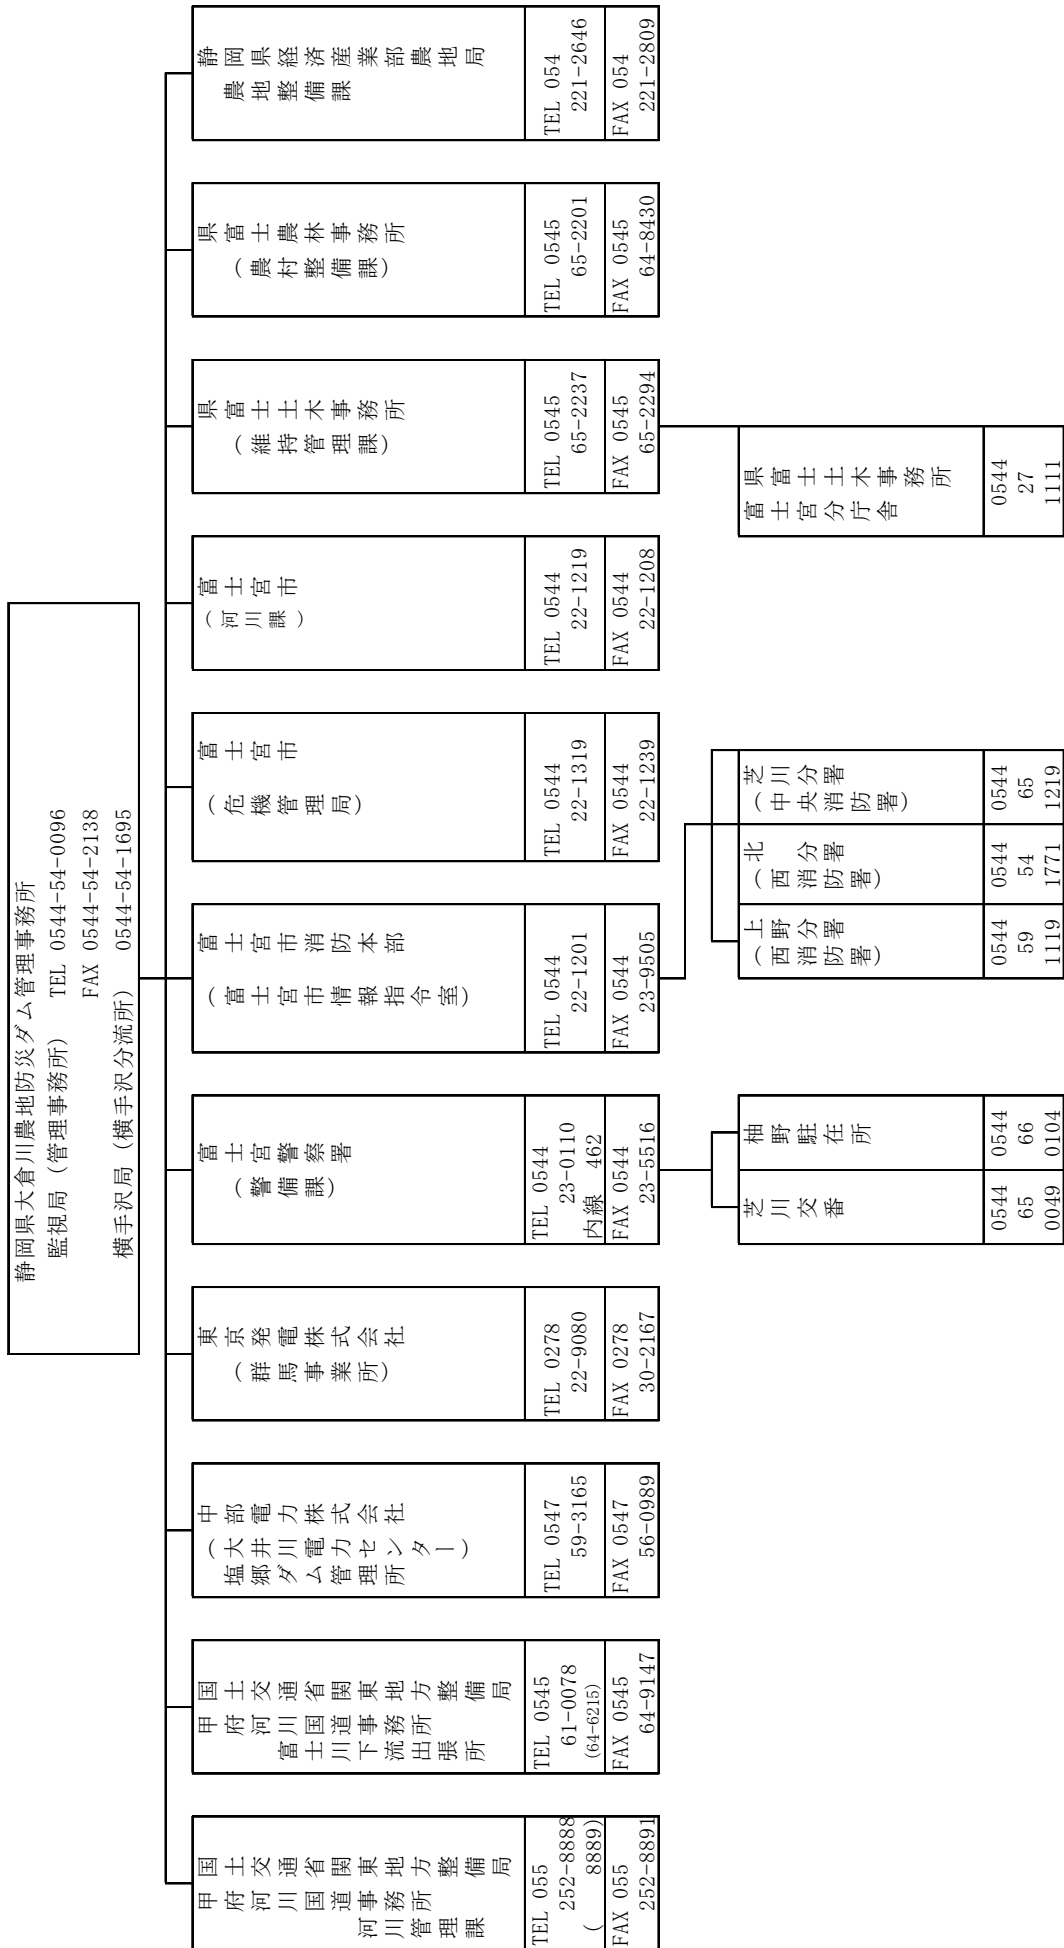 静岡県大倉川農地防災ダム管理事務所
監視局（管理事務所） TEL 0544-54-0096
FAX 0544-54-2138
横手沢局（横手沢分流所） 0544-54-1695
国土交通省関東地方整備局
甲府河川国道事務所
河川管理課
TEL 055
252-8888
( 8889)
FAX 055
252-8891
国土交通省関東地方整備局
甲府河川国道事務所
富士川下流出張所
TEL 0545
61-0078
(64-6215)
FAX 0545
64-9147
中部電力株式会社
（大井川電力センター）
塩郷ダム管理所
TEL 0547
59-3165
FAX 0547
56-0989
東京発電株式会社
（群馬事業所）
TEL 0278
22-9080
FAX 0278
30-2167
富士宮警察署
（警備課）
TEL 0544
23-0110
内線 462
FAX 0544
23-5516
富士宮市消防本部
（富士宮市情報指令室）
TEL 0544
22-1201
FAX 0544
23-9505
富士宮市
（危機管理局）
TEL 0544
22-1319
FAX 0544
22-1239
富士宮市
（河川課）
TEL 0544
22-1219
FAX 0544
22-1208
県富士土木事務所
（維持管理課）
TEL 0545
65-2237
FAX 0545
65-2294
県富士農林事務所
（農村整備課）
TEL 0545
65-2201
FAX 0545
64-8430
静岡県経済産業部農地局
農地整備課
TEL 054
221-2646
FAX 054
221-2809
芝川交番
0544
65
0049
柚野駐在所
0544
66
0104
上野分署
（西消防署）
0544
59
1119
北分署
（西消防署）
0544
54
1771
芝川分署
（中央消防署）
0544
65
1219
県富士土木事務所
富士宮分庁舎
0544
27
1111